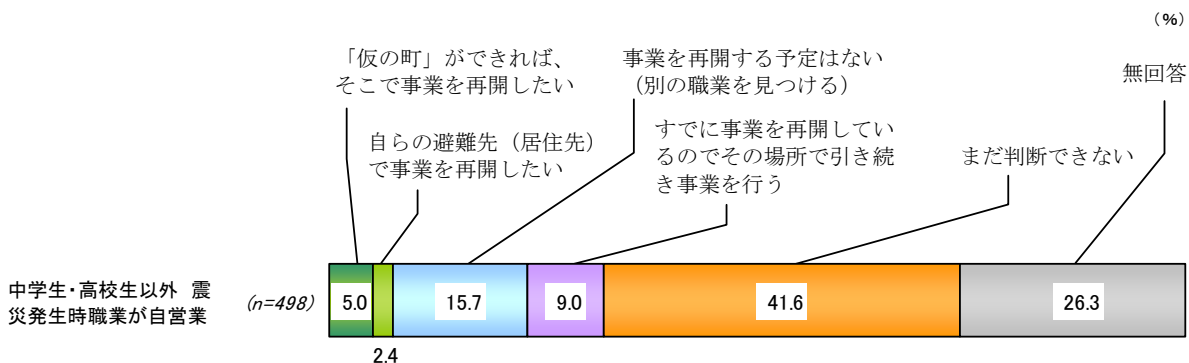 （%）
「仮の町」ができれば、
そこで事業を再開したい
自らの避難先（居住先）
で事業を再開したい
事業を再開する予定はない
（別の職業を見つける）
すでに事業を再開してい
るのでその場所で引き続
き事業を行う
まだ判断できない
無回答
中学生・高校生以外 震
災発生時職業が自営業
(n=498)
5.0
2.4
15.7
9.0
41.6
26.3